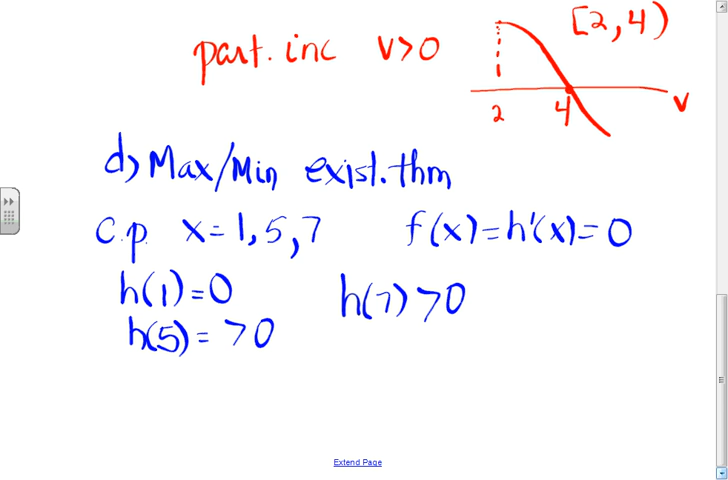 part. inc v>0
[2, 4)
2 4 v
d) Max/Min exist. thm
c.p. x = 1, 5, 7 f(x) = h'(x) = 0
h(1) = 0 h(7) > 0
h(5) = > 0
Extend Page